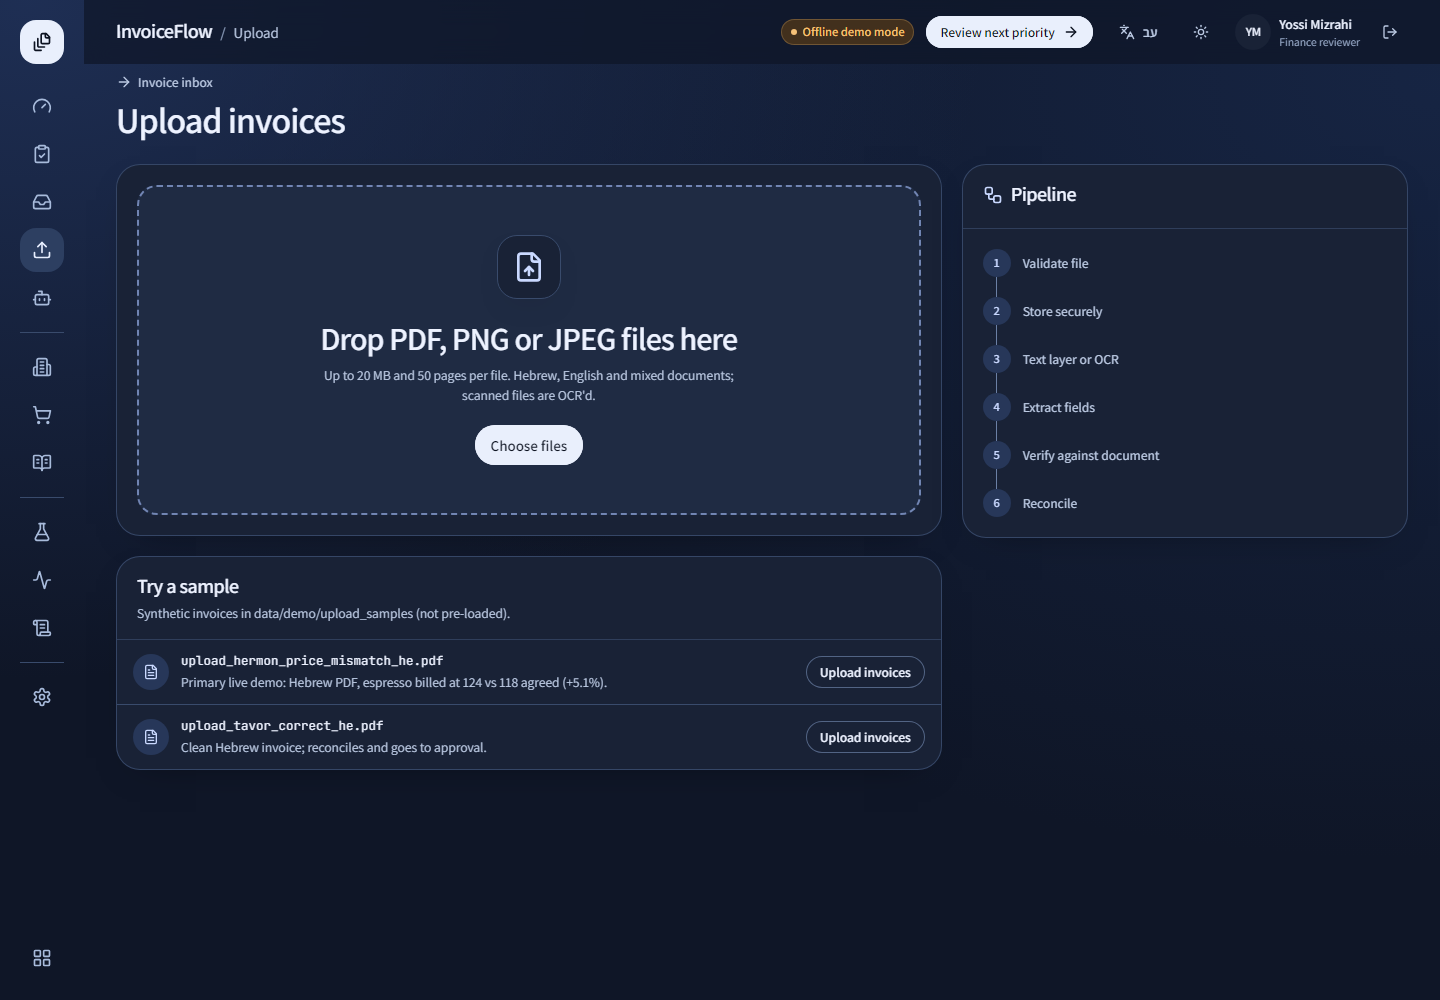 InvoiceFlow / Upload
Offline demo mode
Review next priority
עב
YM
Yossi Mizrahi
Finance reviewer
Invoice inbox
Upload invoices
Drop PDF, PNG or JPEG files here
Up to 20 MB and 50 pages per file. Hebrew, English and mixed documents;
scanned files are OCR'd.
Choose files
Pipeline
1 Validate file
2 Store securely
3 Text layer or OCR
4 Extract fields
5 Verify against document
6 Reconcile
Try a sample
Synthetic invoices in data/demo/upload_samples (not pre-loaded).
upload_hermon_price_mismatch_he.pdf
Primary live demo: Hebrew PDF, espresso billed at 124 vs 118 agreed (+5.1%).
Upload invoices
upload_tavor_correct_he.pdf
Clean Hebrew invoice; reconciles and goes to approval.
Upload invoices